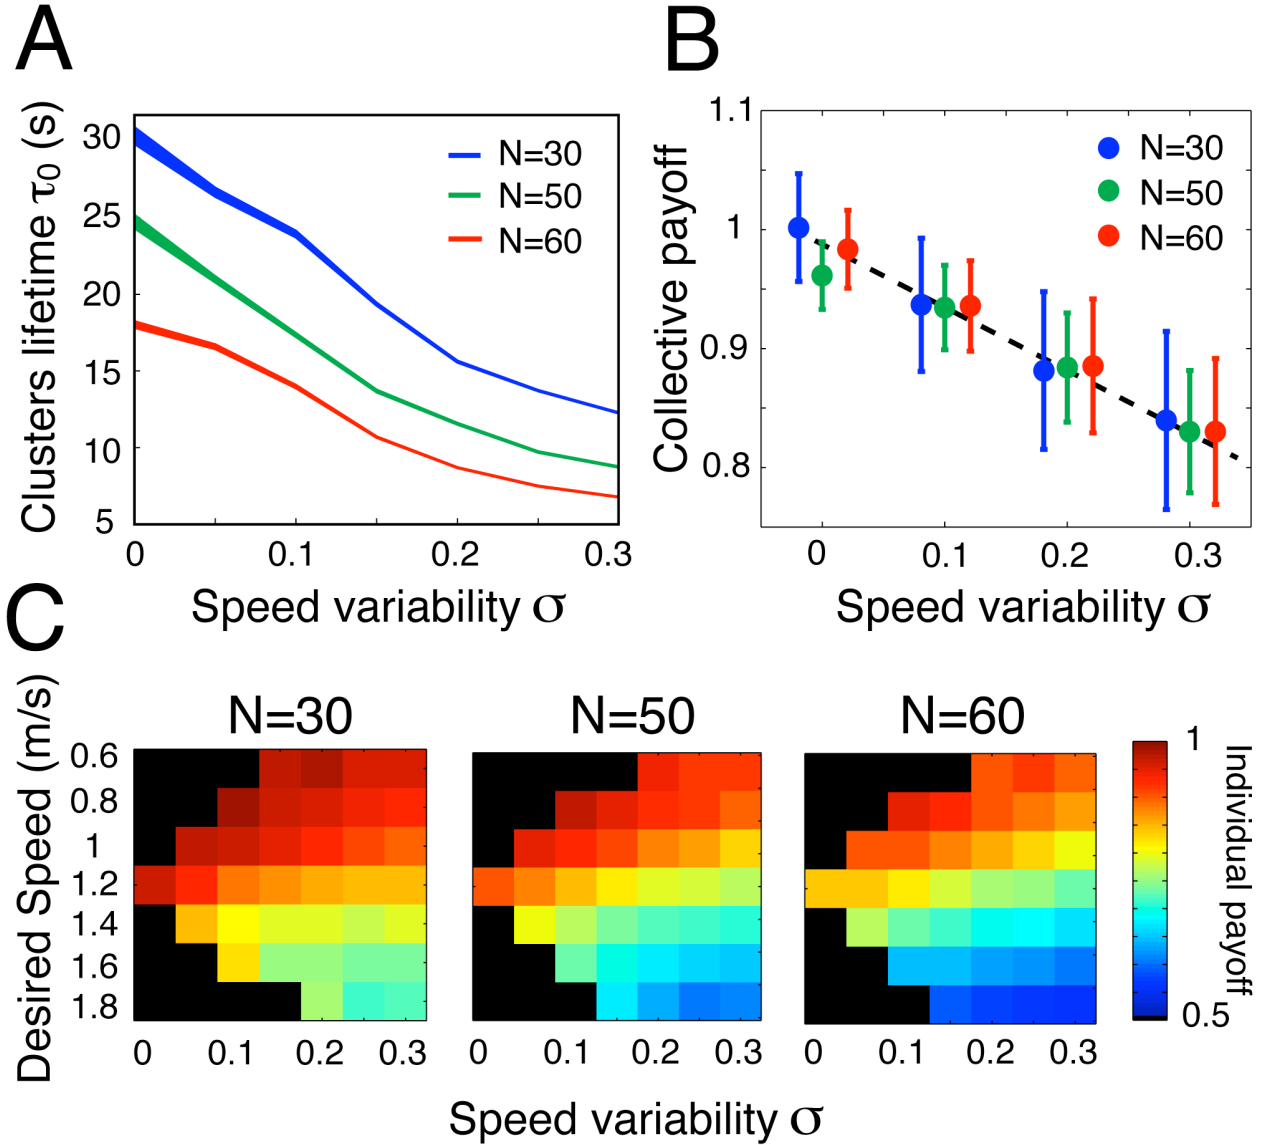 A
B
Clusters lifetime τ0 (s)
30
25
20
15
10
5
N=30
N=50
N=60
0 0.1 0.2 0.3
Speed variability σ
Collective payoff
1.1
1
0.9
0.8
N=30
N=50
N=60
0 0.1 0.2 0.3
Speed variability σ
C
N=30 N=50 N=60
Desired Speed (m/s)
0.6
0.8
1
1.2
1.4
1.6
1.8
0 0.1 0.2 0.3
0 0.1 0.2 0.3
0 0.1 0.2 0.3
1
0.5
Individual payoff
Speed variability σ